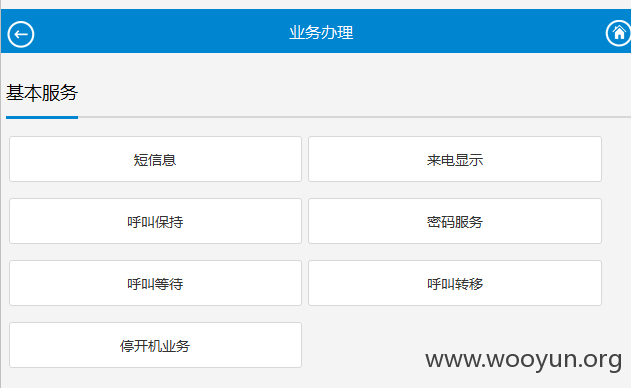 业务办理
基本服务
短信息 来电显示
呼叫保持 密码服务
呼叫等待 呼叫转移
停开机业务
www.wooyun.org